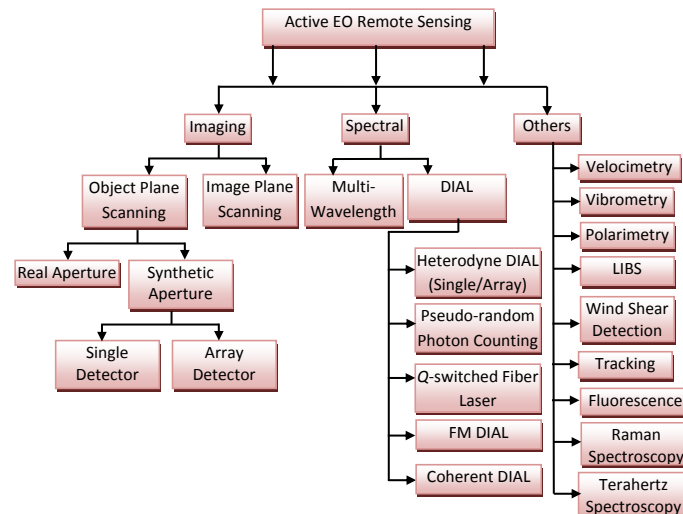 Active EO Remote Sensing
Imaging
Spectral
Others
Object Plane
Scanning
Image Plane
Scanning
Multi-
Wavelength
DIAL
Real Aperture
Synthetic
Aperture
Single
Detector
Array
Detector
Heterodyne DIAL
(Single/Array)
Pseudo-random
Photon Counting
Q-switched Fiber
Laser
FM DIAL
Coherent DIAL
Velocimetry
Vibrometry
Polarimetry
LIBS
Wind Shear
Detection
Tracking
Fluorescence
Raman
Spectroscopy
Terahertz
Spectroscopy